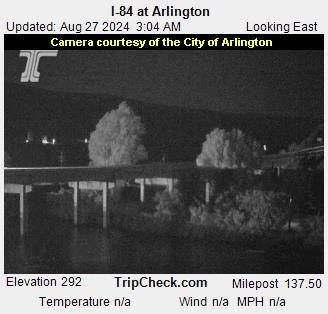 I-84 at Arlington
Updated: Aug 27 2024 3:04 AM Looking East
Camera courtesy of the City of Arlington
Elevation 292 TripCheck.com Milepost 137.50
Temperature n/a Wind n/a MPH n/a